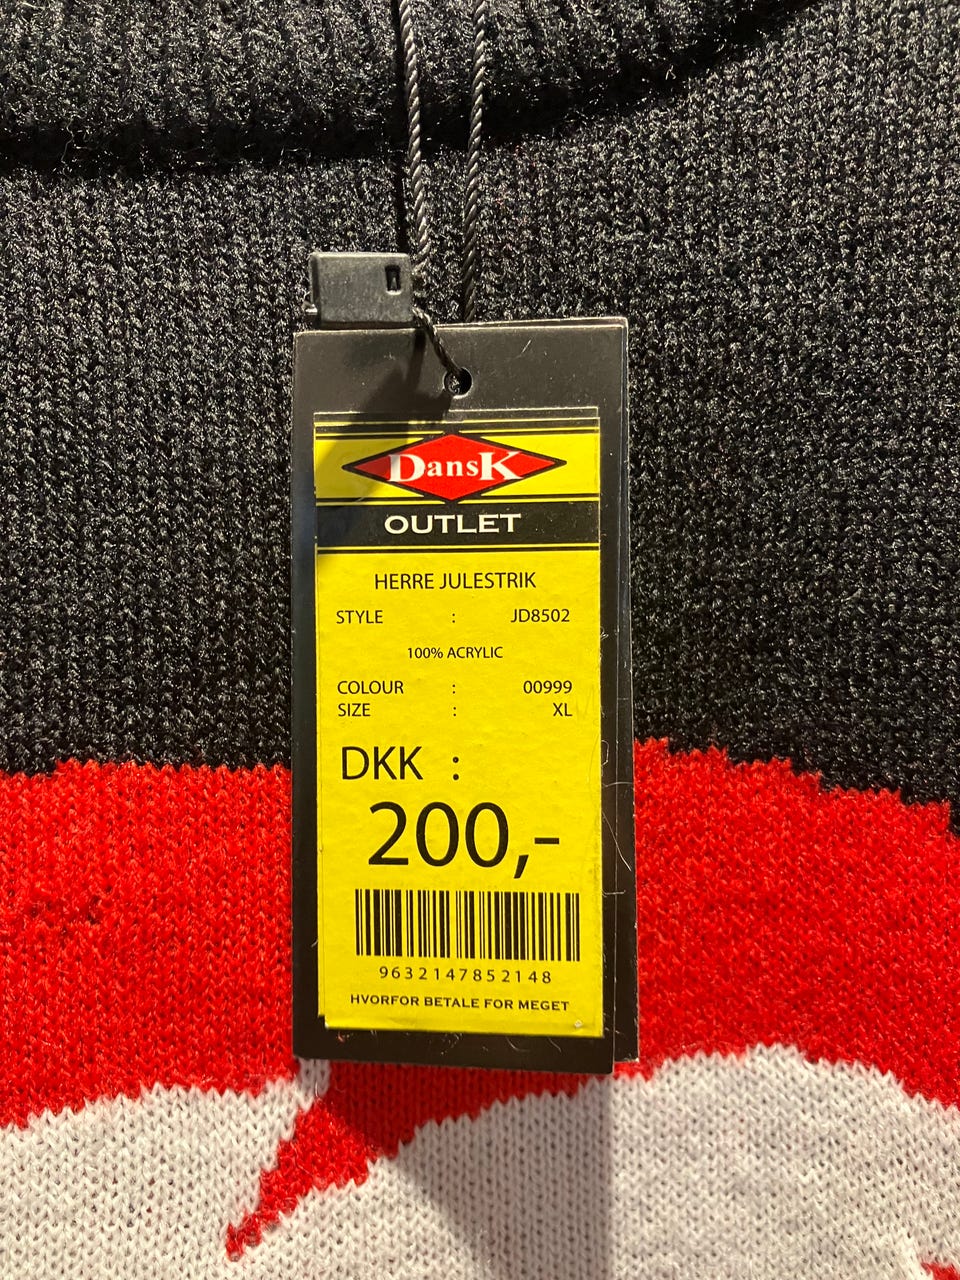 DansK
OUTLET
HERRE JULESTRIK
STYLE : JD8502
100% ACRYLIC
COLOUR : 00999
SIZE : XL
DKK :
200,-
9632147852148
HVORFOR BETALE FOR MEGET